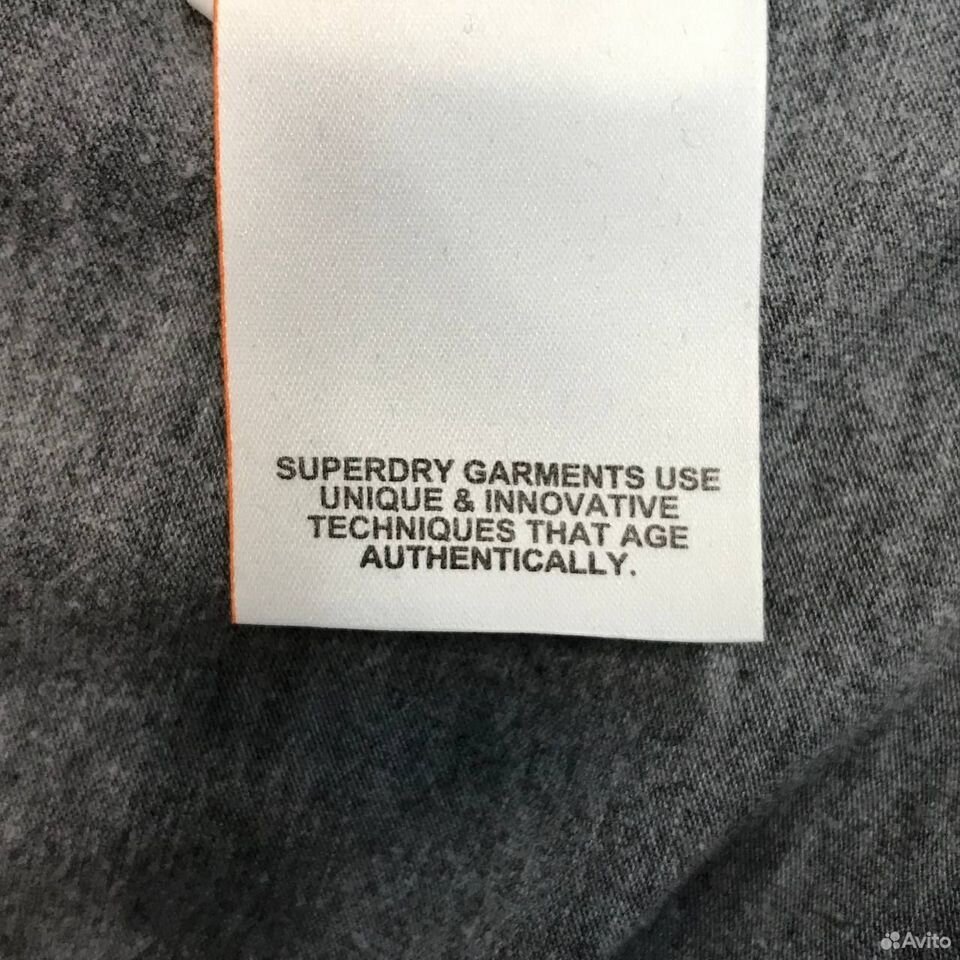 SUPERDRY GARMENTS USE
UNIQUE & INNOVATIVE
TECHNIQUES THAT AGE
AUTHENTICALLY.
Avito